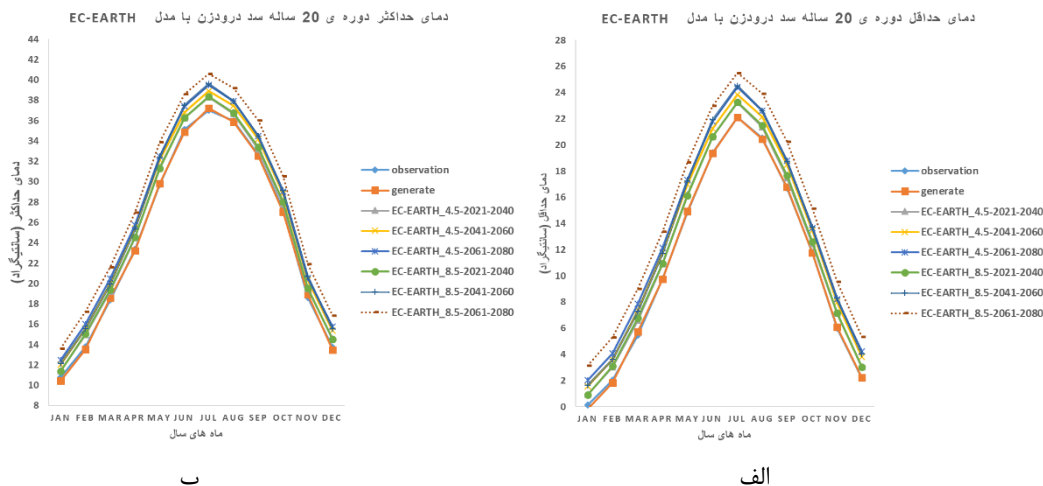 دمای حداکثر دوره ی 20 ساله سد درودزن با مدل EC-EARTH
دمای حداکثر (سانتیگراد)
44
42
40
38
36
34
32
30
28
26
24
22
20
18
16
14
12
10
8
JAN FEB MAR APR MAY JUN JUL AUG SEP OCT NOV DEC
ماه های سال
observation
generate
EC-EARTH_4.5-2021-2040
EC-EARTH_4.5-2041-2060
EC-EARTH_4.5-2061-2080
EC-EARTH_8.5-2021-2040
EC-EARTH_8.5-2041-2060
EC-EARTH_8.5-2061-2080
ب
دمای حداقل دوره ی 20 ساله سد درودزن با مدل EC-EARTH
دمای حداقل (سانتیگراد)
28
26
24
22
20
18
16
14
12
10
8
6
4
2
0
JAN FEB MAR APR MAY JUN JUL AUG SEP OCT NOV DEC
ماه های سال
observation
generate
EC-EARTH_4.5-2021-2040
EC-EARTH_4.5-2041-2060
EC-EARTH_4.5-2061-2080
EC-EARTH_8.5-2021-2040
EC-EARTH_8.5-2041-2060
EC-EARTH_8.5-2061-2080
الف